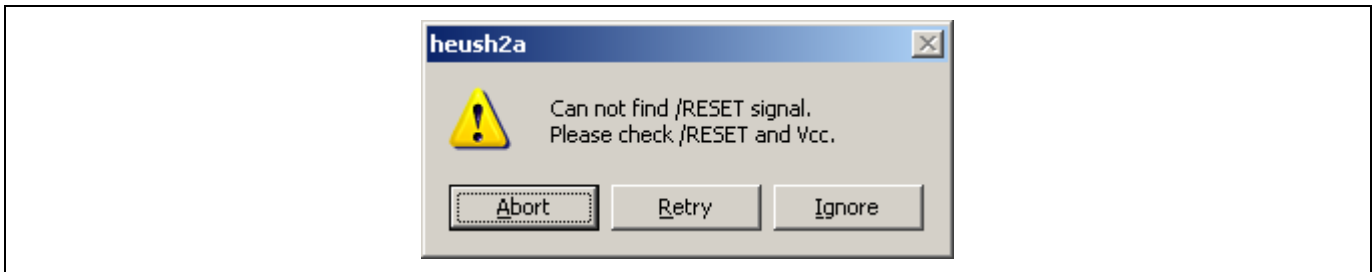 heush2a
Can not find /RESET signal.
Please check /RESET and Vcc.
Abort
Retry
Ignore